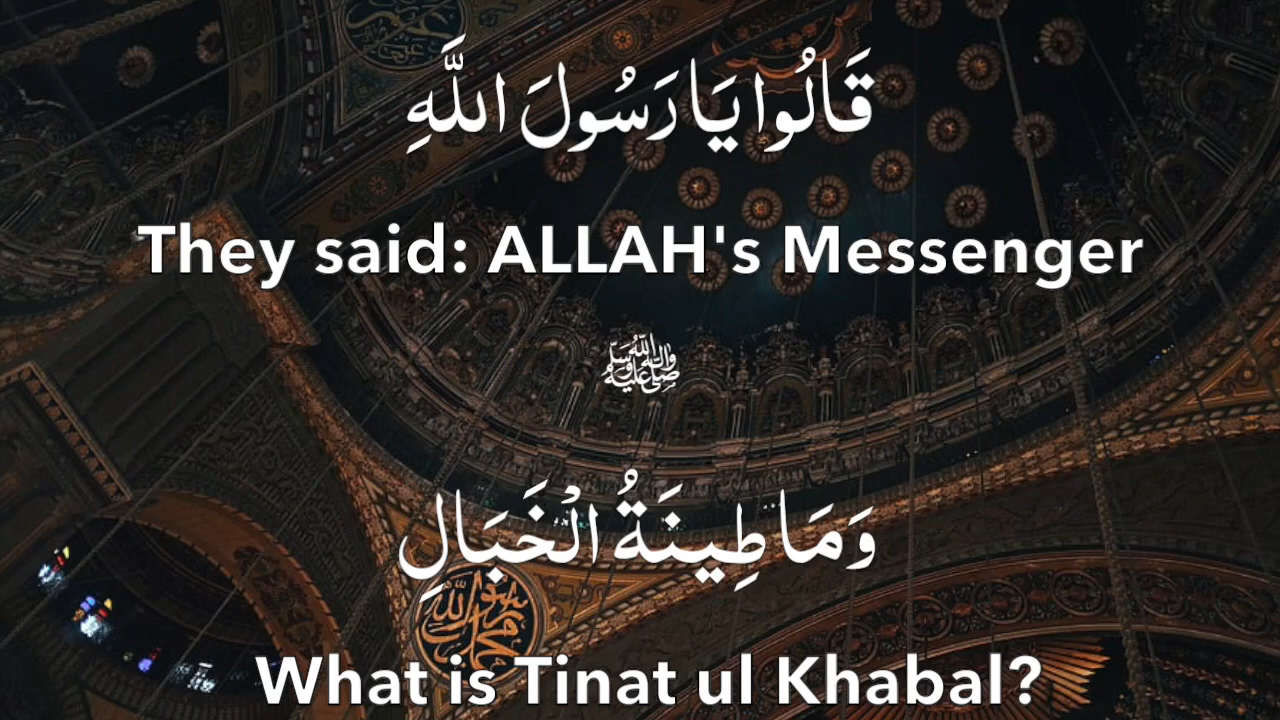 قَالُوا يَا رَسُولَ اللَّهِ
They said: ALLAH's Messenger
ﷺ
وَمَا طِينَةُ الْخَبَالِ
What is Tinat ul Khabal?